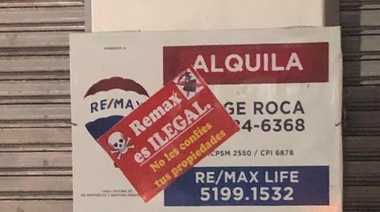 ALQUILA
RE/MAX
Remax
es ILEGAL.
No les confíes
tus propiedades
GE ROCA
4-6368
CPSM 2550 / CPI 6878
RE/MAX LIFE
5199.1532